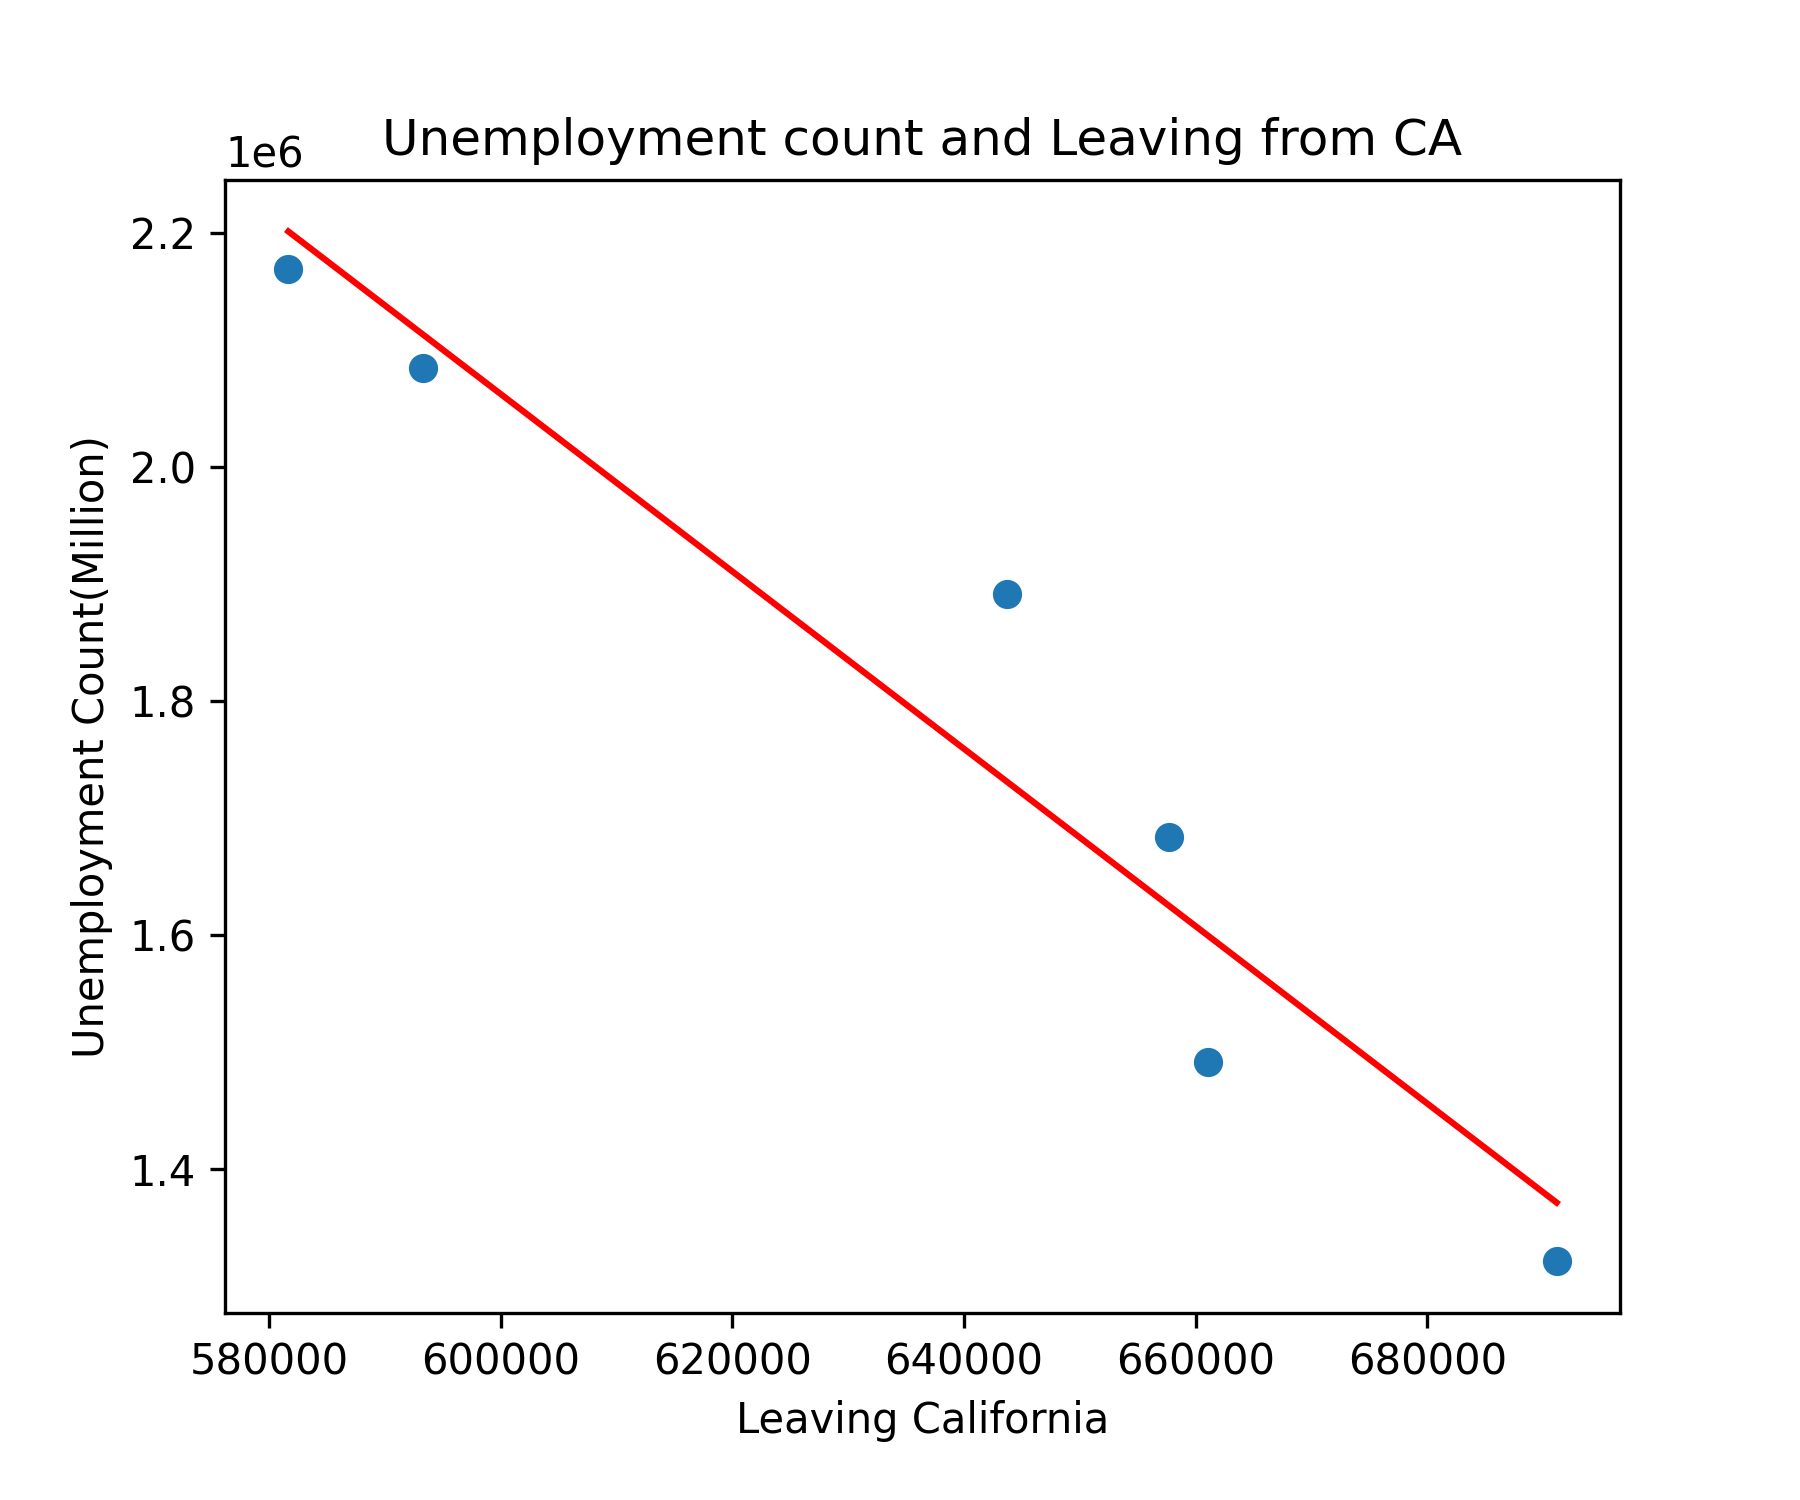 Unemployment count and Leaving from CA
1e6
2.2
2.0
1.8
1.6
1.4
Unemployment Count(Million)
580000 600000 620000 640000 660000 680000
Leaving California